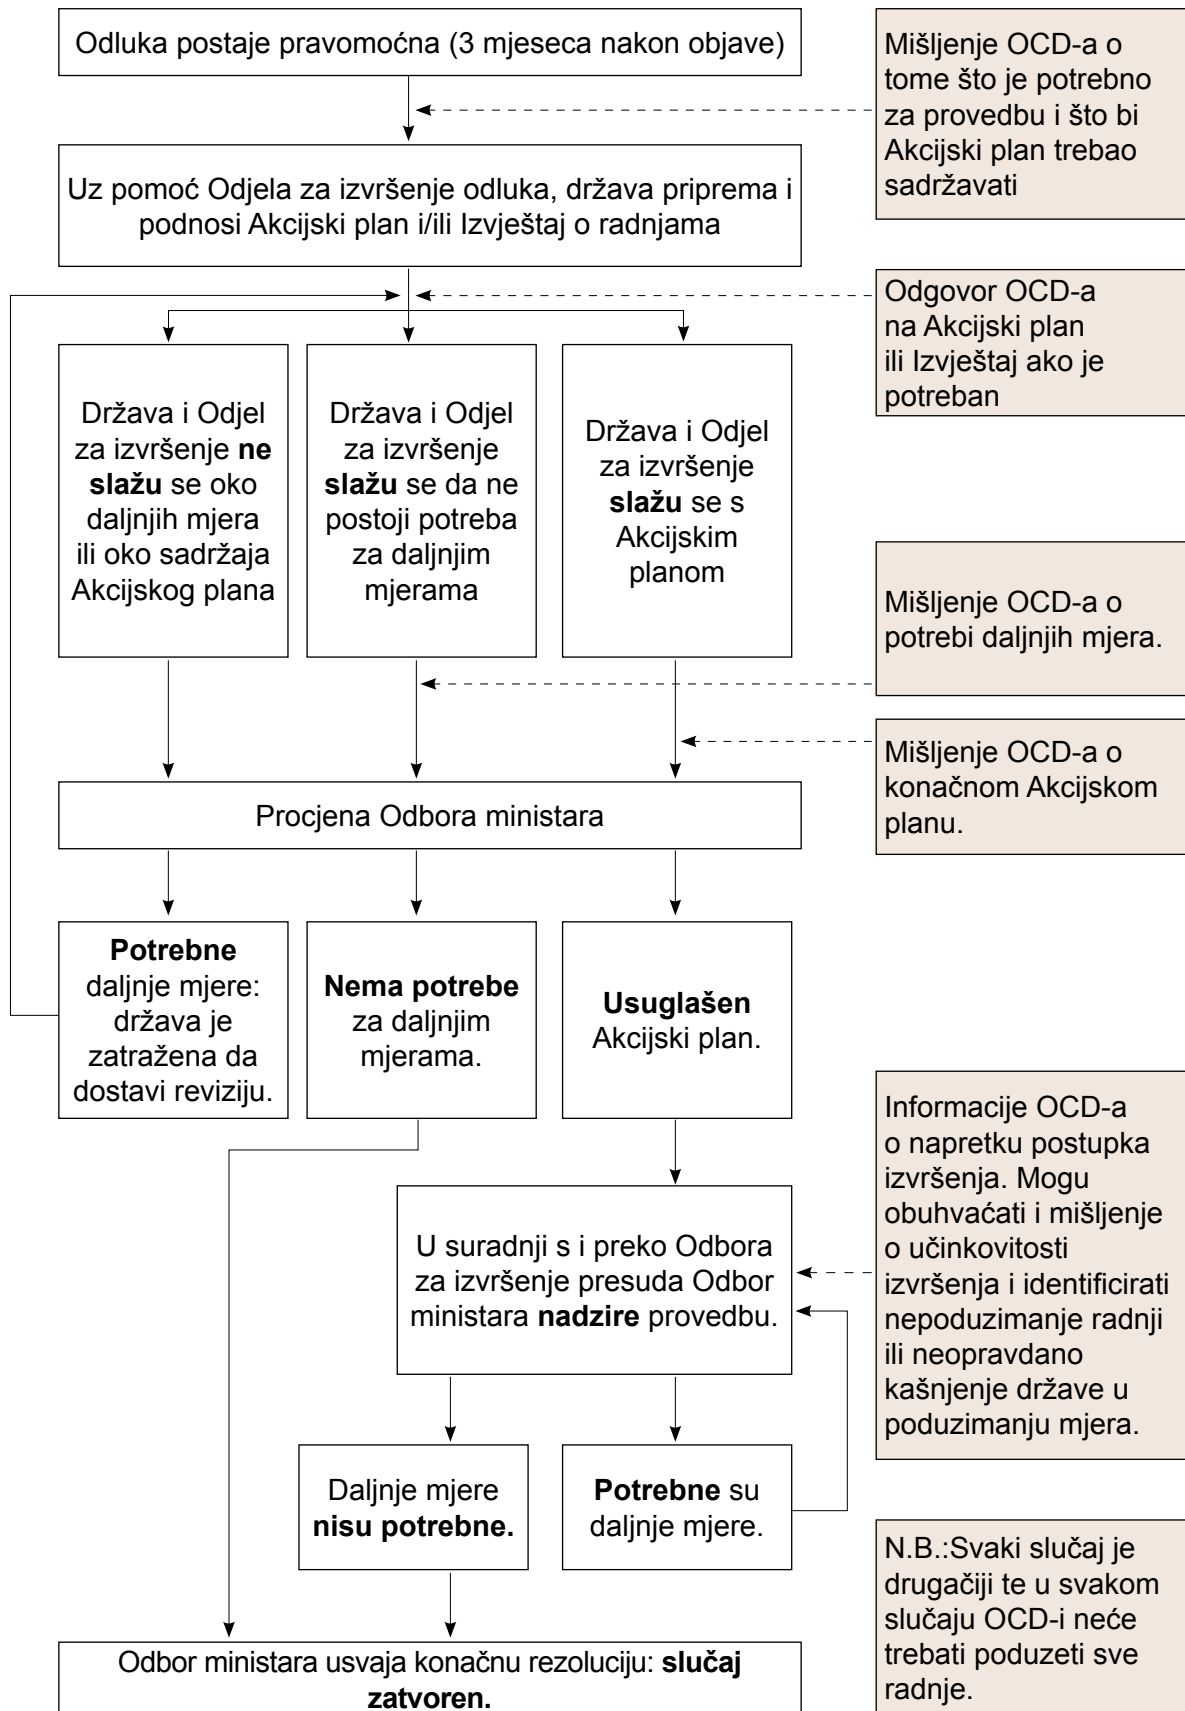 Odluka postaje pravomoćna (3 mjeseca nakon objave)
Mišljenje OCD-a o
tome što je potrebno
za provedbu i što bi
Akcijski plan trebao
sadržavati
Uz pomoć Odjela za izvršenje odluka, država priprema i
podnosi Akcijski plan i/ili Izvještaj o radnjama
Odgovor OCD-a
na Akcijski plan
ili Izvještaj ako je
potreban
Država i Odjel
za izvršenje ne
slažu se oko
daljnjih mjera
ili oko sadržaja
Akcijskog plana
Država i Odjel
za izvršenje
slažu se da ne
postoji potreba
za daljnjim
mjerama
Država i Odjel
za izvršenje
slažu se s
Akcijskim
planom
Mišljenje OCD-a o
potrebi daljnjih mjera.
Mišljenje OCD-a o
konačnom Akcijskom
planu.
Procjena Odbora ministara
Potrebne
daljnje mjere:
država je
zatražena da
dostavi reviziju.
Nema potrebe
za daljnjim
mjerama.
Usuglašen
Akcijski plan.
Informacije OCD-a
o napretku postupka
izvršenja. Mogu
obuhvaćati i mišljenje
o učinkovitosti
izvršenja i identificirati
nepoduzimanje radnji
ili neopravdano
kašnjenje države u
poduzimanju mjera.
U suradnji s i preko Odbora
za izvršenje presuda Odbor
ministara nadzire provedbu.
Daljnje mjere
nisu potrebne.
Potrebne su
daljnje mjere.
N.B.:Svaki slučaj je
drugačiji te u svakom
slučaju OCD-i neće
trebati poduzeti sve
radnje.
Odbor ministara usvaja konačnu rezoluciju: slučaj
zatvoren.